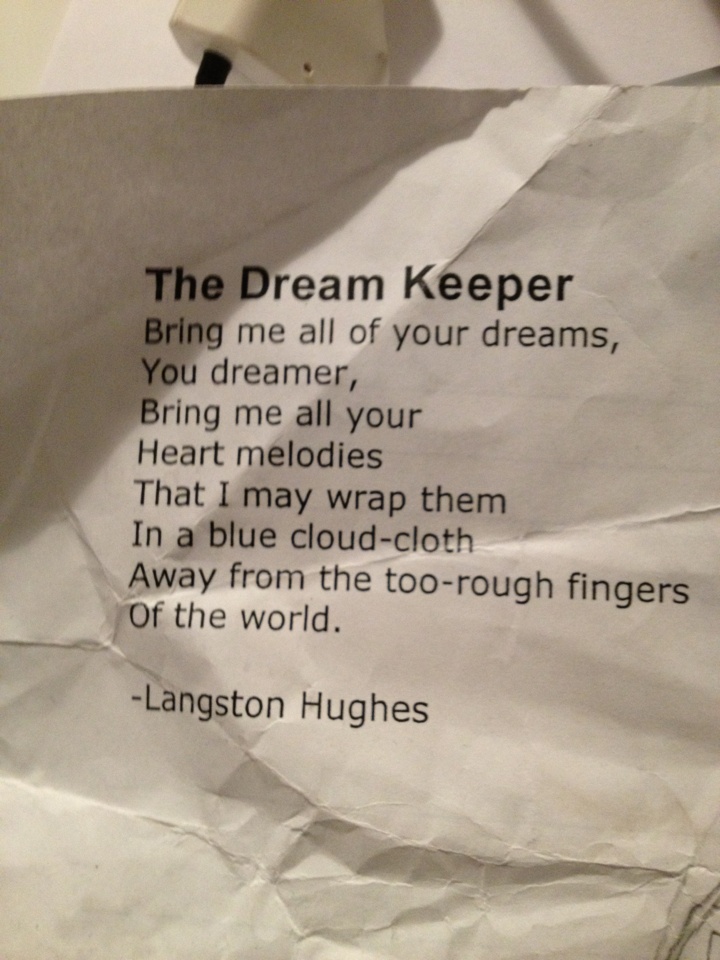 The Dream Keeper
Bring me all of your dreams,
You dreamer,
Bring me all your
Heart melodies
That I may wrap them
In a blue cloud-cloth
Away from the too-rough fingers
Of the world.
-Langston Hughes